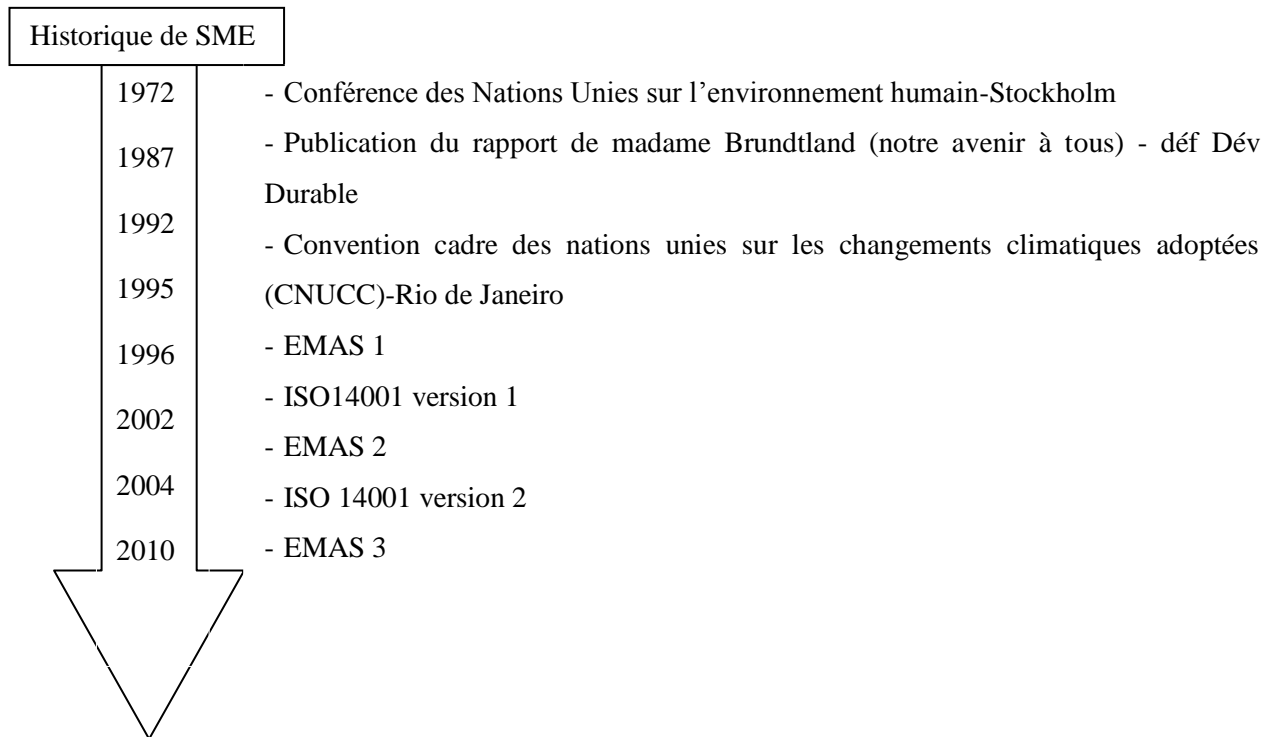 Historique de SME
1972
- Conférence des Nations Unies sur l’environnement humain-Stockholm
1987
- Publication du rapport de madame Brundtland (notre avenir à tous) - déf Dév
Durable
1992
- Convention cadre des nations unies sur les changements climatiques adoptées
(CNUCC)-Rio de Janeiro
1995
- EMAS 1
1996
- ISO14001 version 1
2002
- EMAS 2
2004
- ISO 14001 version 2
2010
- EMAS 3